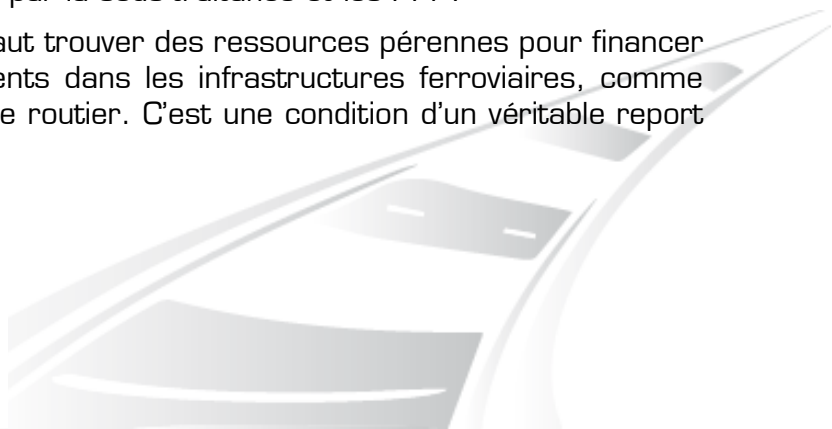 aut trouver des ressources pérennes pour financer
ents dans les infrastructures ferroviaires, comme
e routier. C'est une condition d'un véritable report